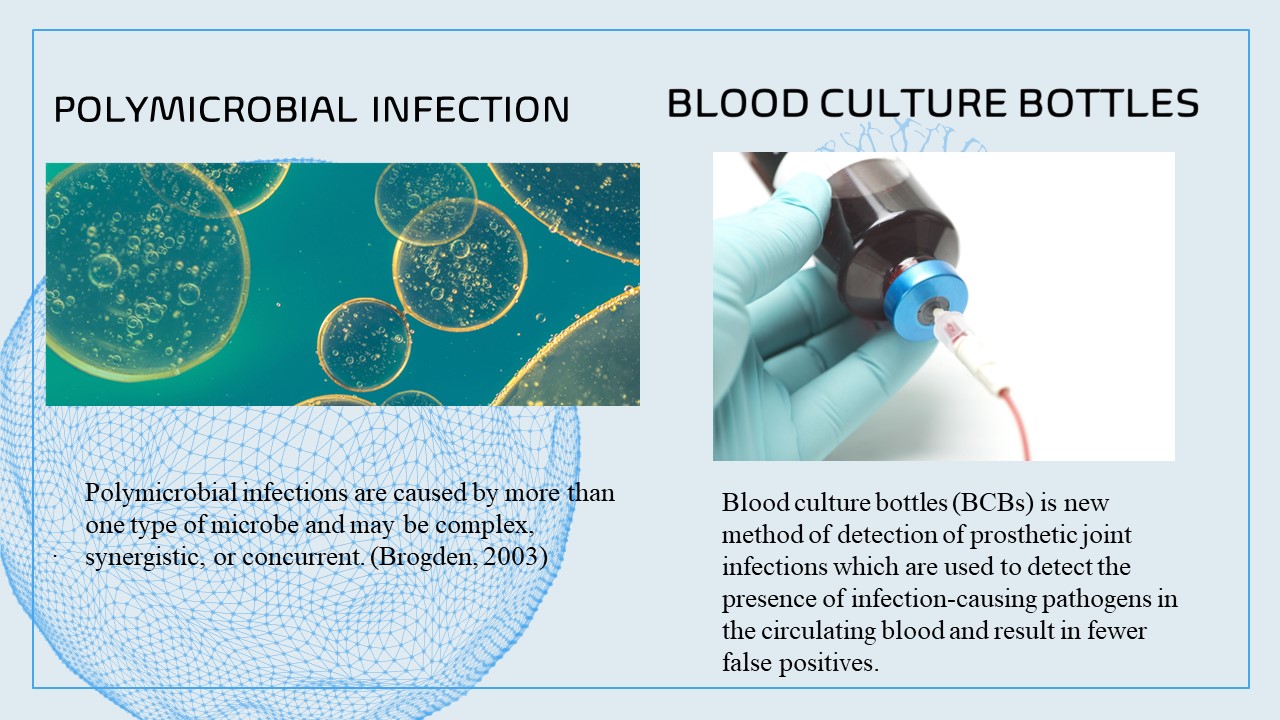 POLYMICROBIAL INFECTION
Polymicrobial infections are caused by more than
one type of microbe and may be complex,
synergistic, or concurrent. (Brogden, 2003)
BLOOD CULTURE BOTTLES
Blood culture bottles (BCBs) is new
method of detection of prosthetic joint
infections which are used to detect the
presence of infection-causing pathogens in
the circulating blood and result in fewer
false positives.